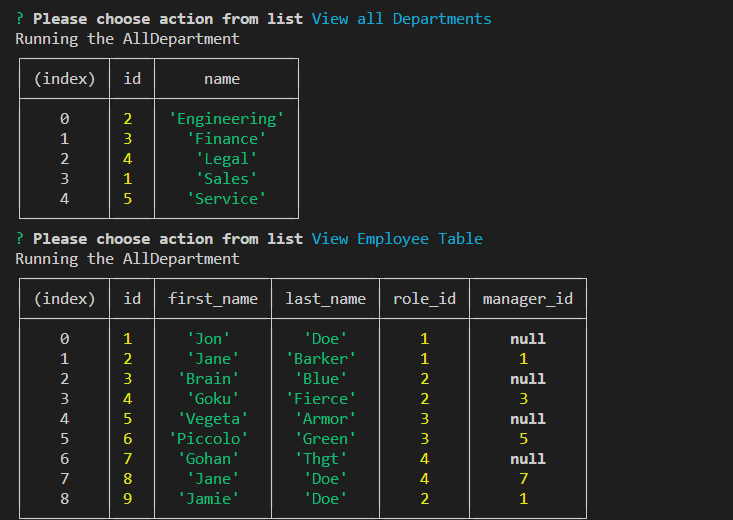 ? Please choose action from list View all Departments
Running the AllDepartment
(index) id name
0 2 'Engineering'
1 3 'Finance'
2 4 'Legal'
3 1 'Sales'
4 5 'Service'
? Please choose action from list View Employee Table
Running the AllDepartment
(index) id first_name last_name role_id manager_id
0 1 'Jon' 'Doe' 1 null
1 2 'Jane' 'Barker' 1 1
2 3 'Brain' 'Blue' 2 null
3 4 'Goku' 'Fierce' 2 3
4 5 'Vegeta' 'Armor' 3 null
5 6 'Piccolo' 'Green' 3 5
6 7 'Gohan' 'Thgt' 4 null
7 8 'Jane' 'Doe' 4 7
8 9 'Jamie' 'Doe' 2 1